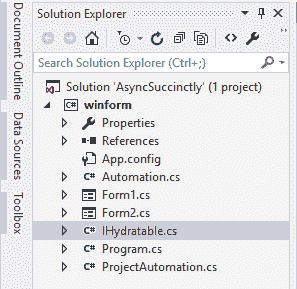 Document Outline
Data Sources
Toolbox
Solution Explorer
Search Solution Explorer (Ctrl+;)
Solution 'AsyncSuccinctly' (1 project)
C# winform
Properties
References
App.config
C# Automation.cs
Form1.cs
Form2.cs
C# IHydratable.cs
C# Program.cs
C# ProjectAutomation.cs